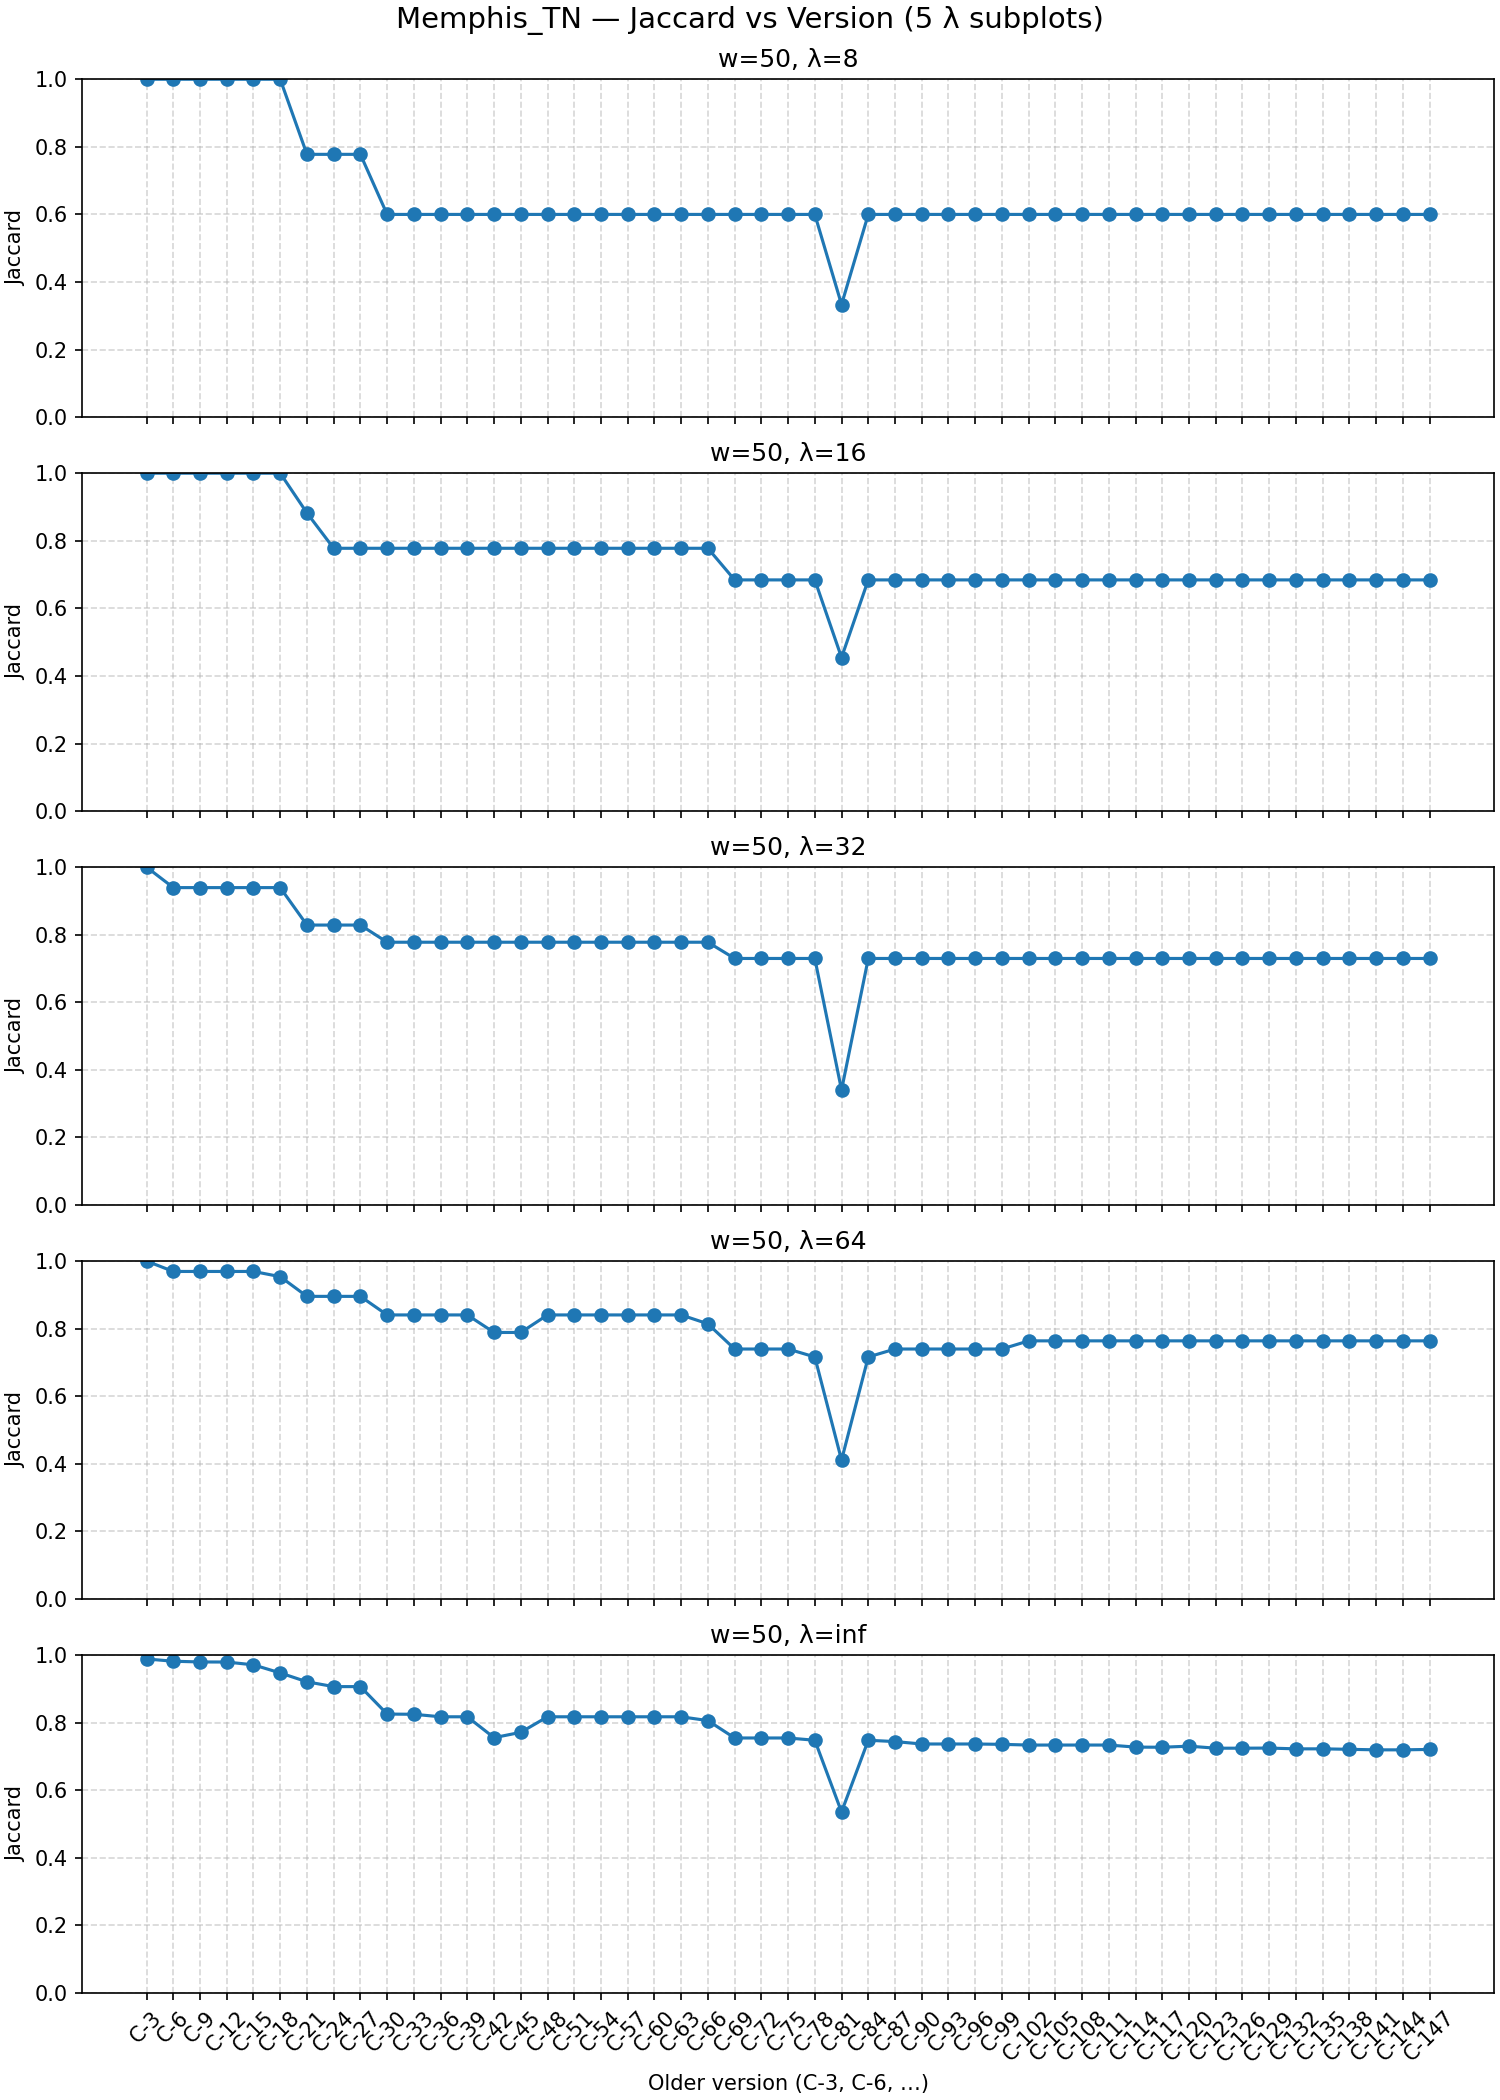 Memphis_TN — Jaccard vs Version (5 λ subplots)
w=50, λ=8
1.0
0.8
0.6
0.4
0.2
0.0
Jaccard
w=50, λ=16
1.0
0.8
0.6
0.4
0.2
0.0
Jaccard
w=50, λ=32
1.0
0.8
0.6
0.4
0.2
0.0
Jaccard
w=50, λ=64
1.0
0.8
0.6
0.4
0.2
0.0
Jaccard
w=50, λ=inf
1.0
0.8
0.6
0.4
0.2
0.0
Jaccard
C-3 C-6 C-9 C-12 C-15 C-18 C-21 C-24 C-27 C-30 C-33 C-36 C-39 C-42 C-45 C-48 C-51 C-54 C-57 C-60 C-63 C-66 C-69 C-72 C-75 C-78 C-81 C-84 C-87 C-90 C-93 C-96 C-99 C-102 C-105 C-108 C-111 C-114 C-117 C-120 C-123 C-126 C-129 C-132 C-135 C-138 C-141 C-144 C-147
Older version (C-3, C-6, ...)